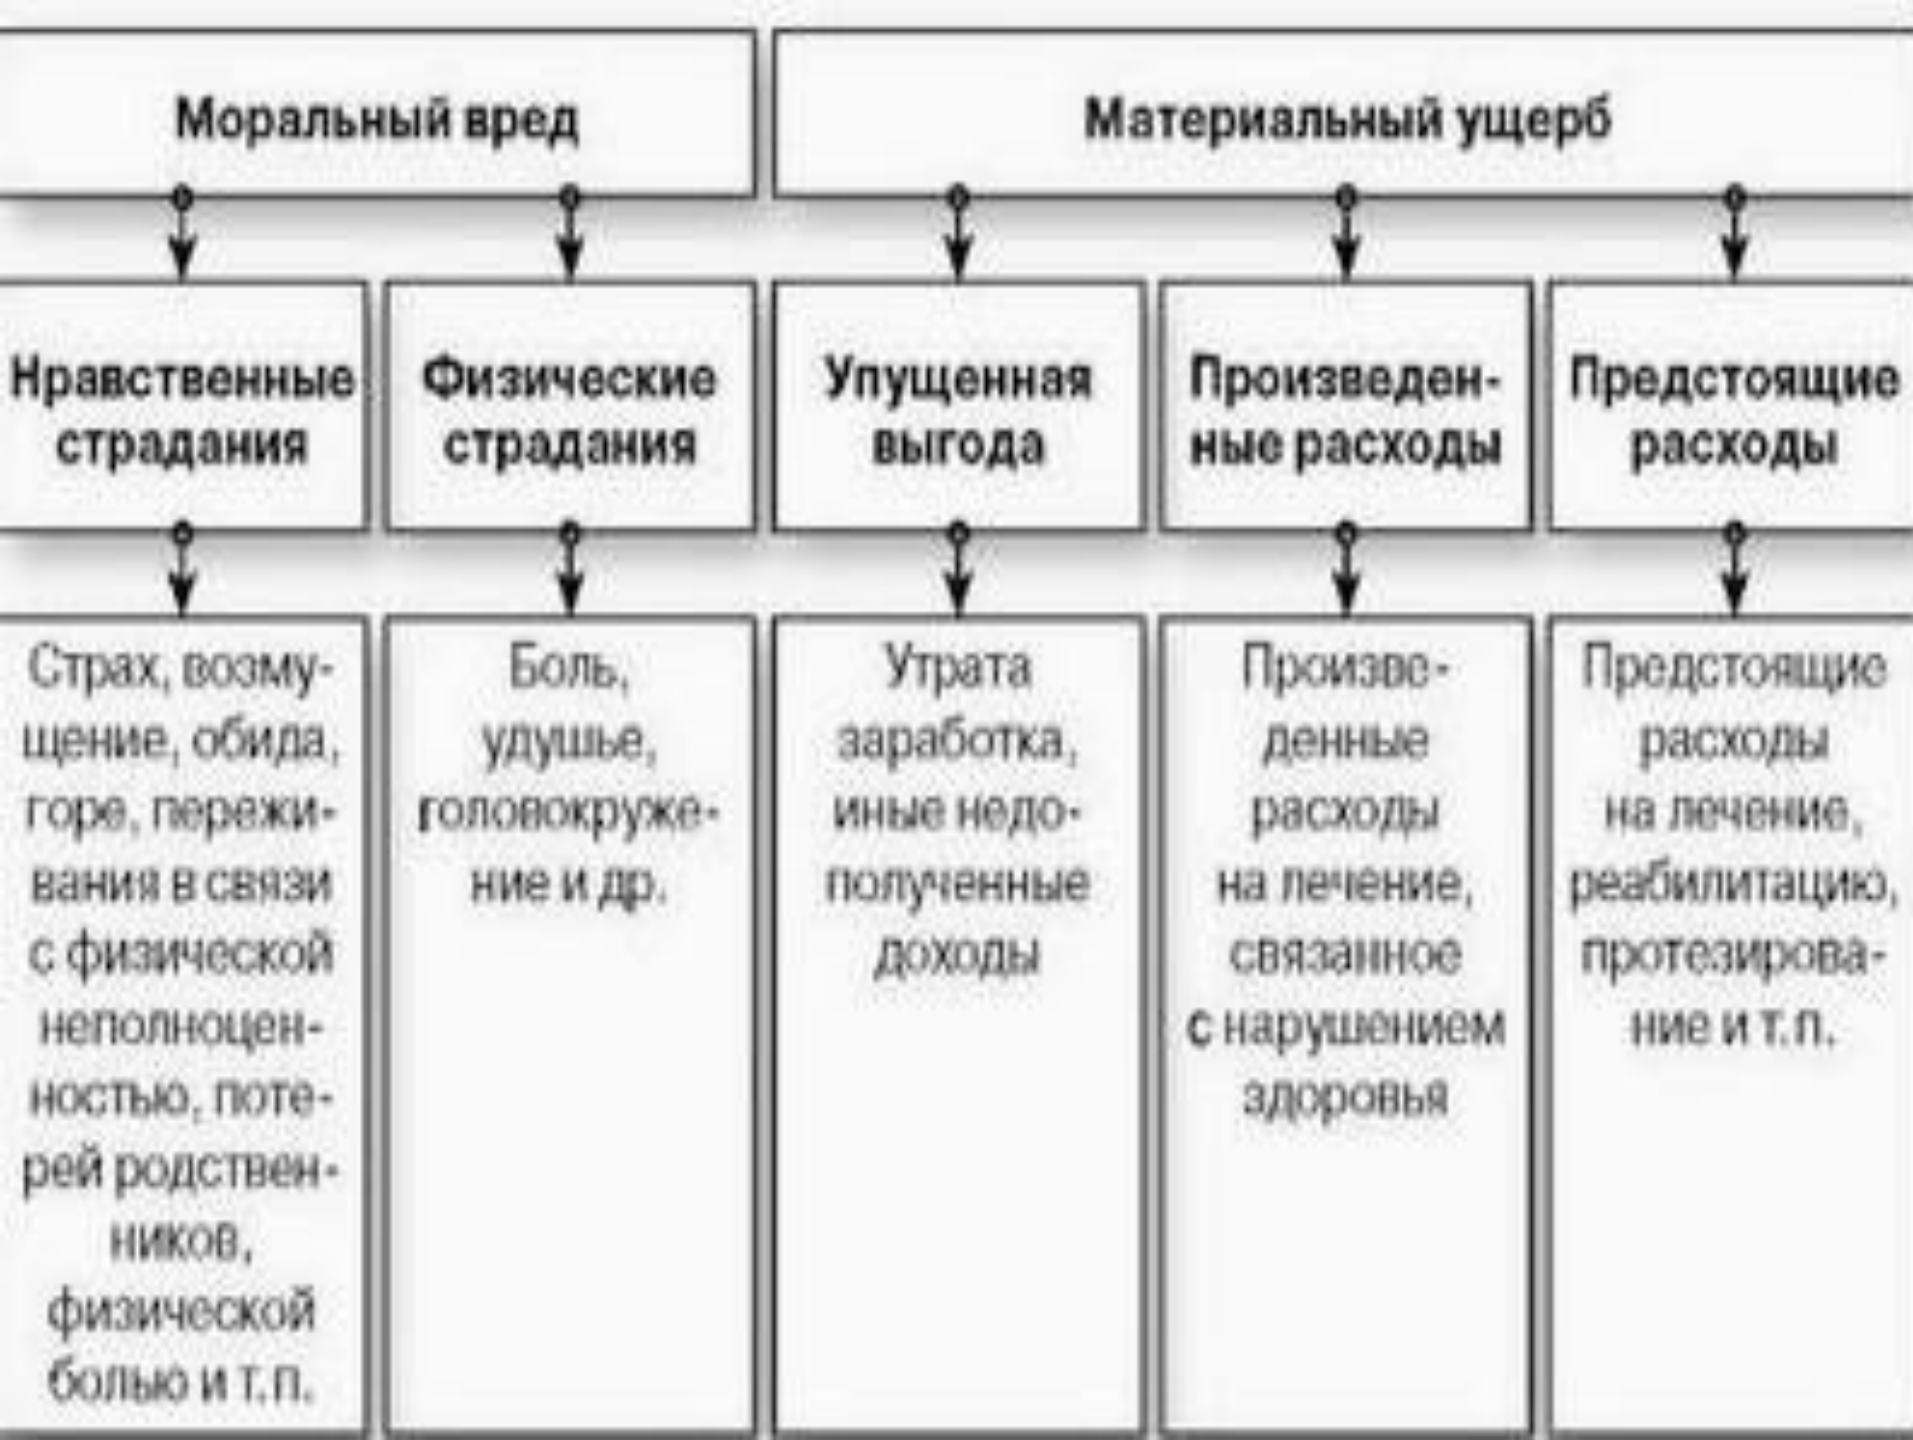 Моральный вред
Материальный ущерб
Нравственные
страдания
Физические
страдания
Упущенная
выгода
Произведен-
ные расходы
Предстоящие
расходы
Страх, возму-
щение, обида,
горе, пережи-
вания в связи
с физической
неполноцен-
ностью, поте-
рей родствен-
ников,
физической
болью и т.п.
Боль,
удушье,
головокруже-
ние и др.
Утрата
заработка,
иные недо-
полученные
доходы
Произве-
денные
расходы
на лечение,
связанное
с нарушением
здоровья
Предстоящие
расходы
на лечение,
реабилитацию,
протезирова-
ние и т.п.